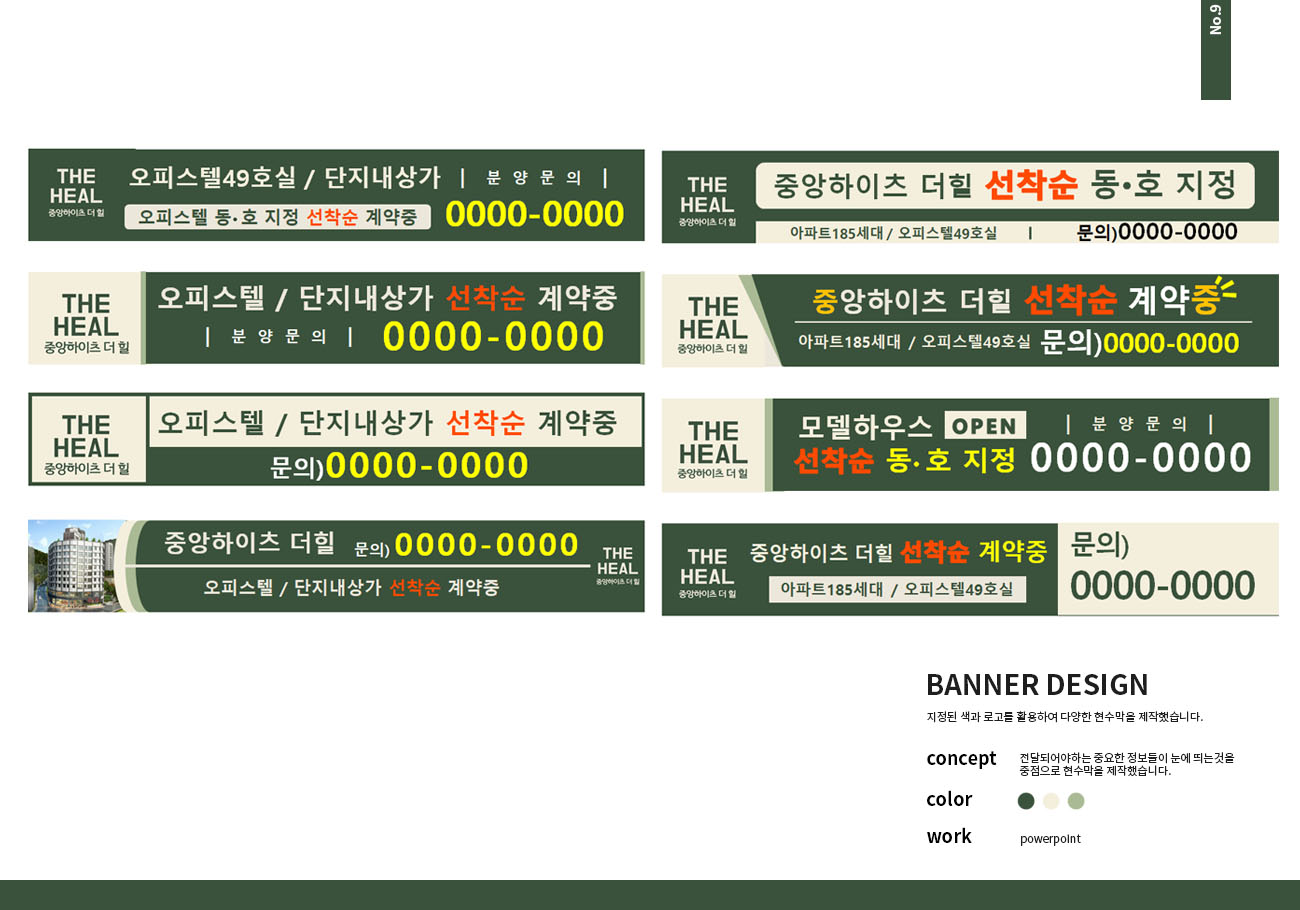 No.9
THE
HEAL
중앙하이츠 더 힐
오피스텔49호실 / 단지내상가 | 분 양 문 의 |
오피스텔 동·호 지정 선착순 계약중 0000-0000
THE
HEAL
중앙하이츠 더 힐
오피스텔 / 단지내상가 선착순 계약중
| 분 양 문 의 | 0000-0000
THE
HEAL
중앙하이츠 더 힐
오피스텔 / 단지내상가 선착순 계약중
문의)0000-0000
중앙하이츠 더힐 문의) 0000-0000
오피스텔 / 단지내상가 선착순 계약중
THE
HEAL
중앙하이츠 더 힐
THE
HEAL
중앙하이츠 더 힐
중앙하이츠 더힐 선착순 동·호 지정
아파트185세대 / 오피스텔49호실 | 문의)0000-0000
THE
HEAL
중앙하이츠 더 힐
중앙하이츠 더힐 선착순 계약중
아파트185세대 / 오피스텔49호실 문의)0000-0000
THE
HEAL
중앙하이츠 더 힐
모델하우스 OPEN | 분 양 문 의 |
선착순 동·호 지정 0000-0000
THE
HEAL
중앙하이츠 더 힐
중앙하이츠 더힐 선착순 계약중
아파트185세대 / 오피스텔49호실
문의)
0000-0000
BANNER DESIGN
지정된 색과 로고를 활용하여 다양한 현수막을 제작했습니다.
concept 전달되어야하는 중요한 정보들이 눈에 띄는것을
중점으로 현수막을 제작했습니다.
color
work powerpoint